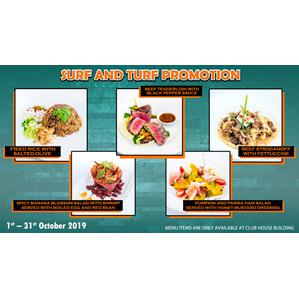 SURF AND TURF PROMOTION
BEEF TENDERLOIN WITH
BLACK PEPPER SAUCE
FRIED RICE WITH
SALTED OLIVE
BEEF STROGANOFF
WITH FETTUCCINE
SPICY BANANA BLOSSOM SALAD WITH SHRIMP
SERVED WITH BOILED EGG AND RED BEAN
PUMPKIN AND PARMA HAM SALAD
SERVED WITH HONEY MUSTARD DRESSING
1st – 31st October 2019
MENU ITEMS ARE ONLY AVAILABLE AT CLUB HOUSE BUILDING